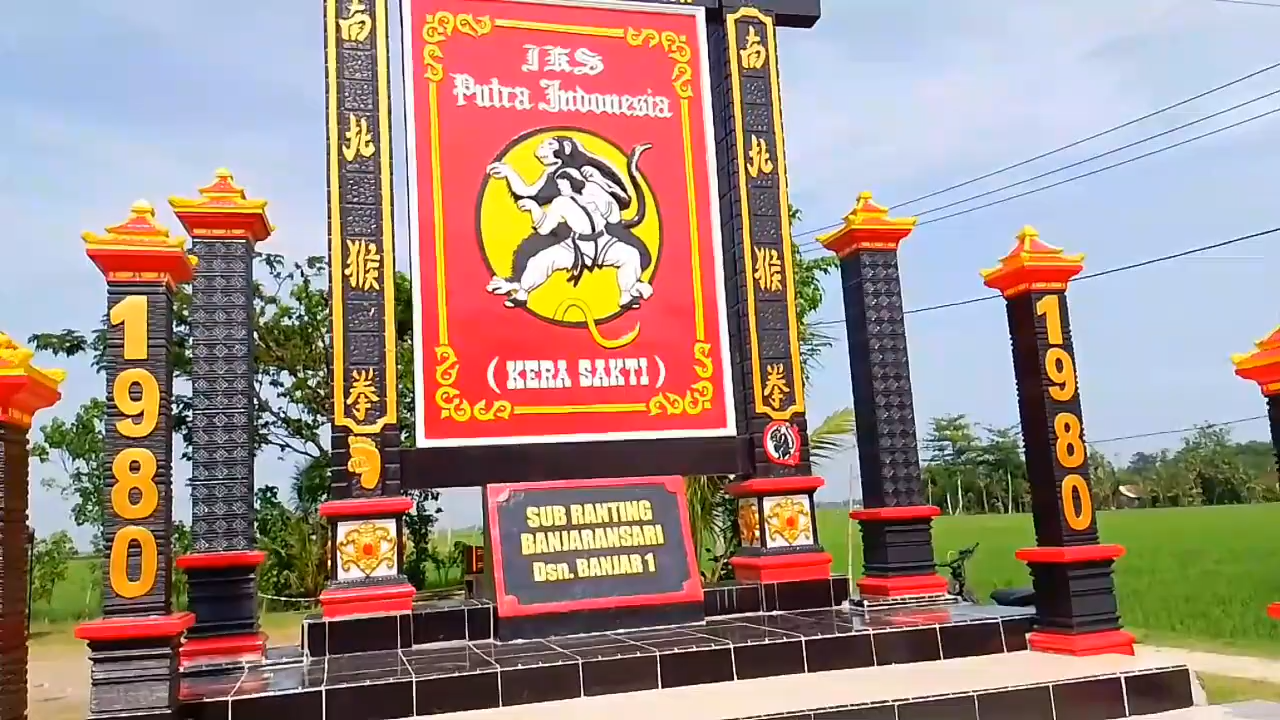 IKS
Putra Indonesia
(KERA SAKTI)
南北猴拳
南北猴拳
1980
1980
SUB RANTING
BANJARANSARI
Dsn. BANJAR 1